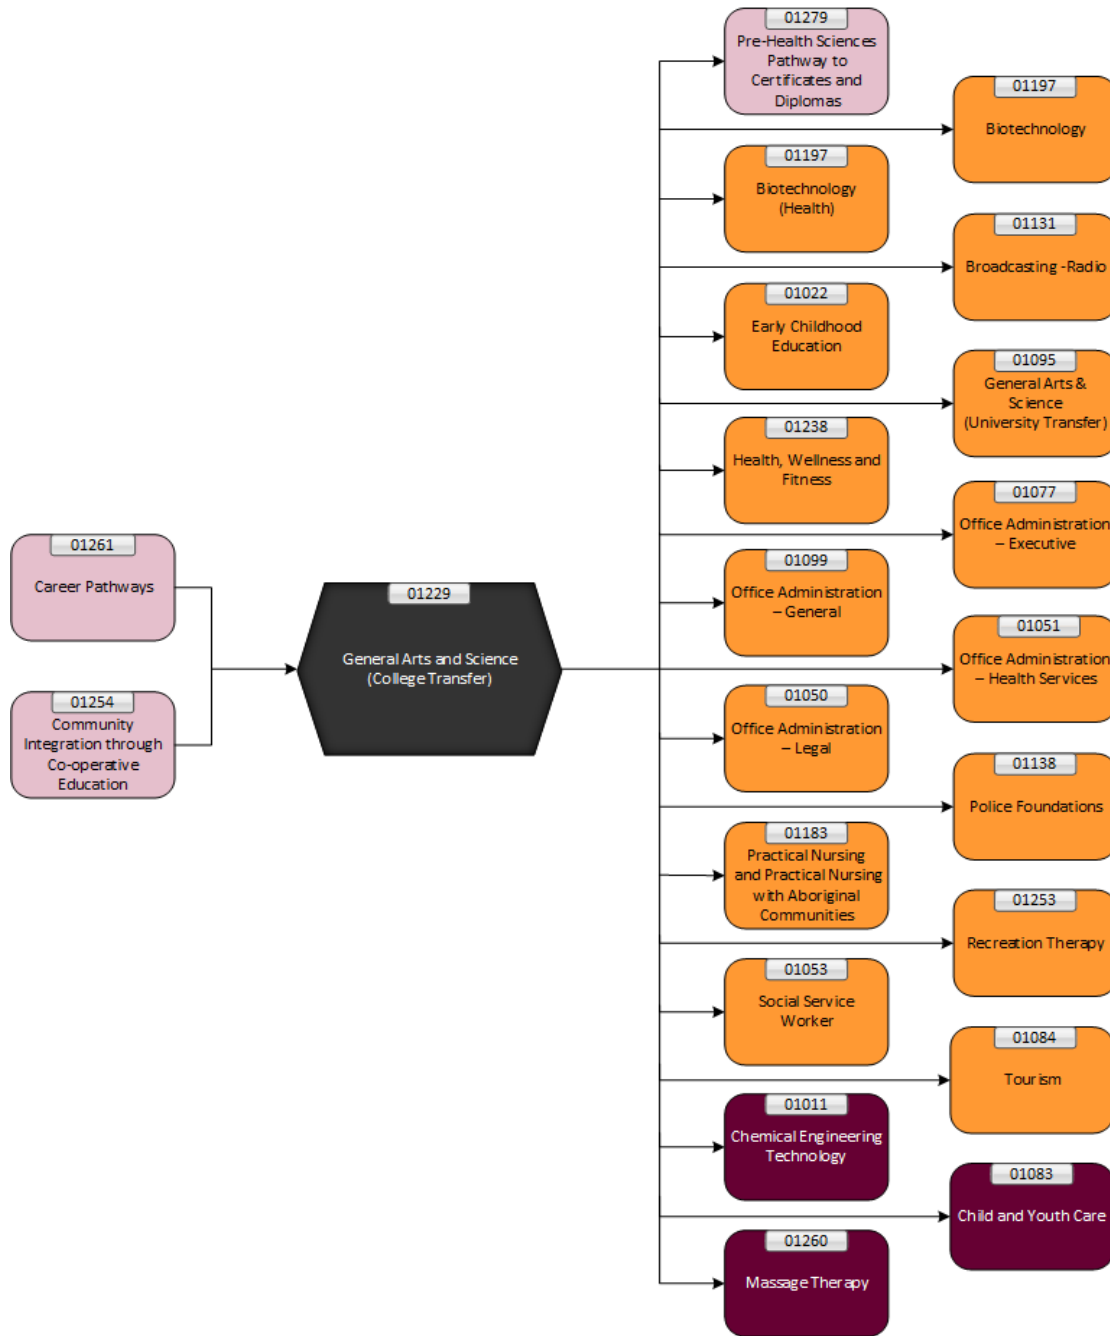 01279
Pre-Health Sciences
Pathway to
Certificates and
Diplomas
01197
Biotechnology
01197
Biotechnology
(Health)
01131
Broadcasting -Radio
01022
Early Childhood
Education
01095
General Arts &
Science
(University Transfer)
01238
Health, Wellness and
Fitness
01077
Office Administration
– Executive
01261
Career Pathways
01099
Office Administration
– General
01229
General Arts and Science
(College Transfer)
01051
Office Administration
– Health Services
01254
Community
Integration through
Co-operative
Education
01050
Office Administration
– Legal
01138
Police Foundations
01183
Practical Nursing
and Practical Nursing
with Aboriginal
Communities
01253
Recreation Therapy
01053
Social Service
Worker
01084
Tourism
01011
Chemical Engineering
Technology
01083
Child and Youth Care
01260
Massage Therapy